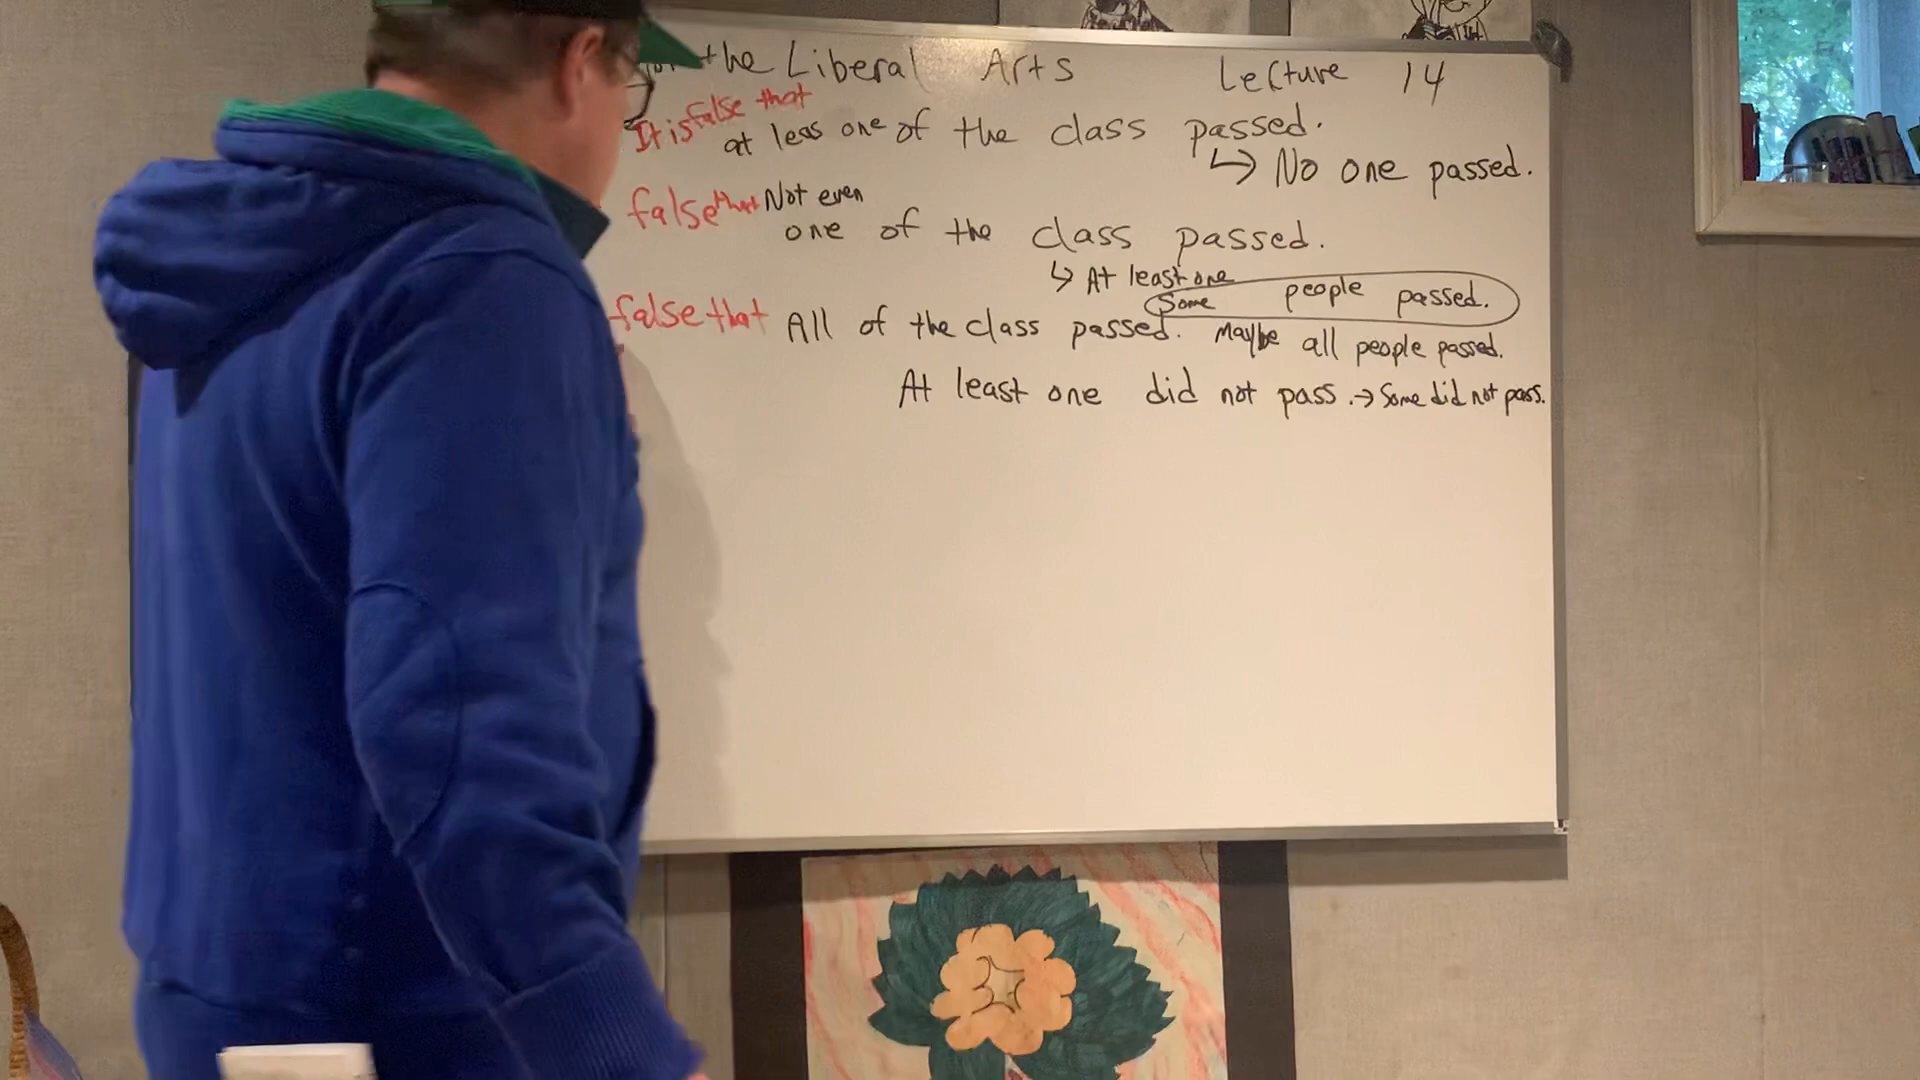 the Liberal Arts Lecture 14
It is false that
at less one of the class passed.
↳ No one passed.
false that Not even
one of the class passed.
↳ At least one
Some people passed.
false that All of the class passed. Maybe all people passed.
At least one did not pass. → Some did not pass.